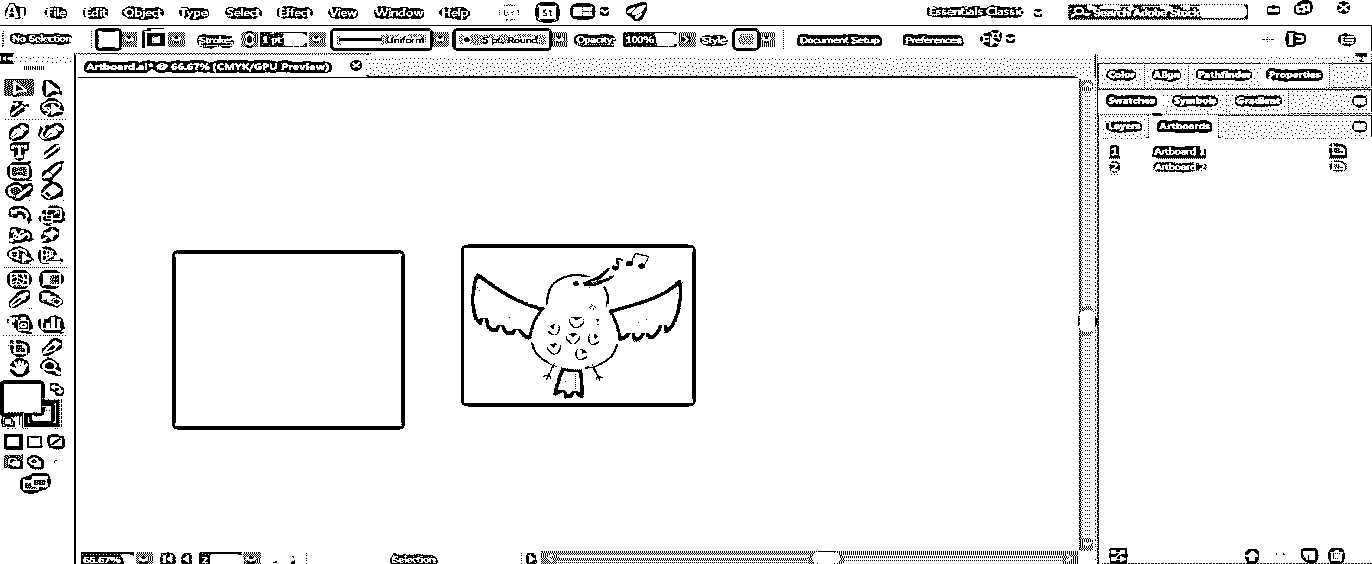 Ai File Edit Object Type Select Effect View Window Help St Essentials Classic Search Adobe Stock
No Selection Stroke: 1 pt Uniform 5 pt. Round Opacity: 100% Style: Document Setup Preferences
Artboard.ai* @ 66.67% (CMYK/GPU Preview)
Color Align Pathfinder Properties
Swatches Symbols Gradient
Layers Artboards
1 Artboard 1
2 Artboard 2
66.67% 2 Selection